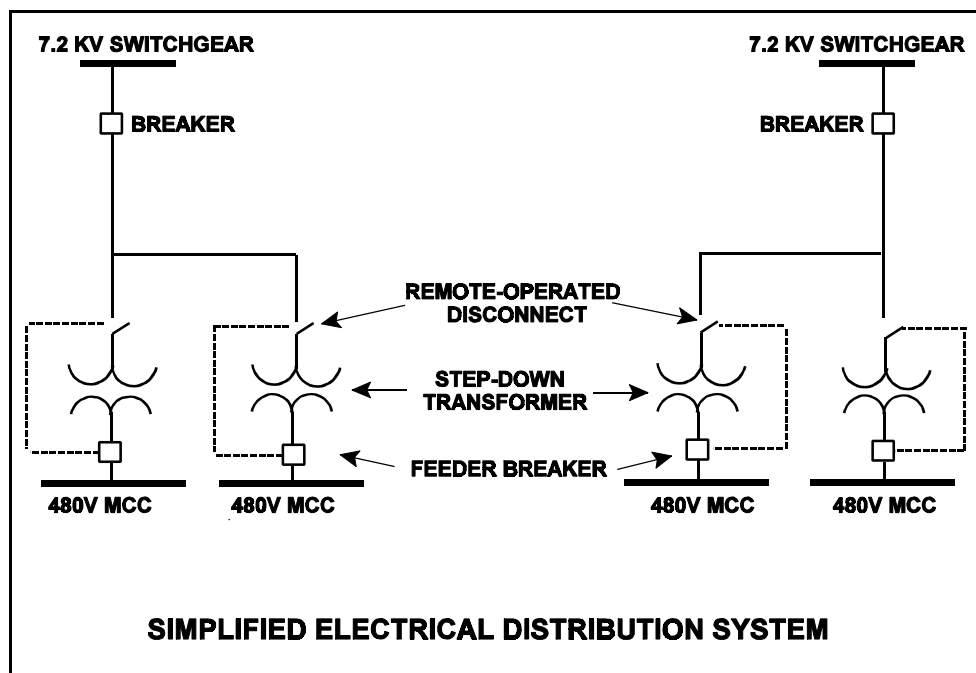 7.2 KV SWITCHGEAR
7.2 KV SWITCHGEAR
BREAKER
BREAKER
REMOTE-OPERATED
DISCONNECT
STEP-DOWN
TRANSFORMER
FEEDER BREAKER
480V MCC
480V MCC
480V MCC
480V MCC
SIMPLIFIED ELECTRICAL DISTRIBUTION SYSTEM